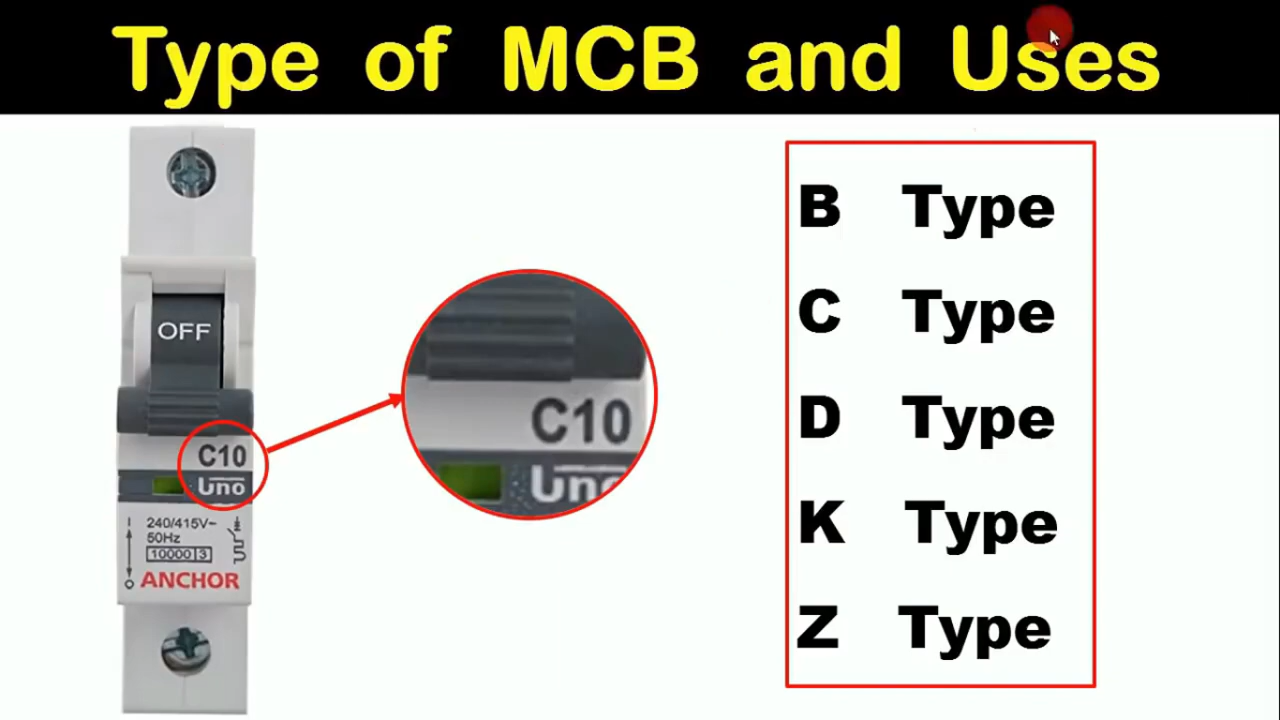 Type of MCB and Uses
OFF
C10
Uno
240/415V~
50Hz
10000 3
ANCHOR
C10
Uno
B Type
C Type
D Type
K Type
Z Type